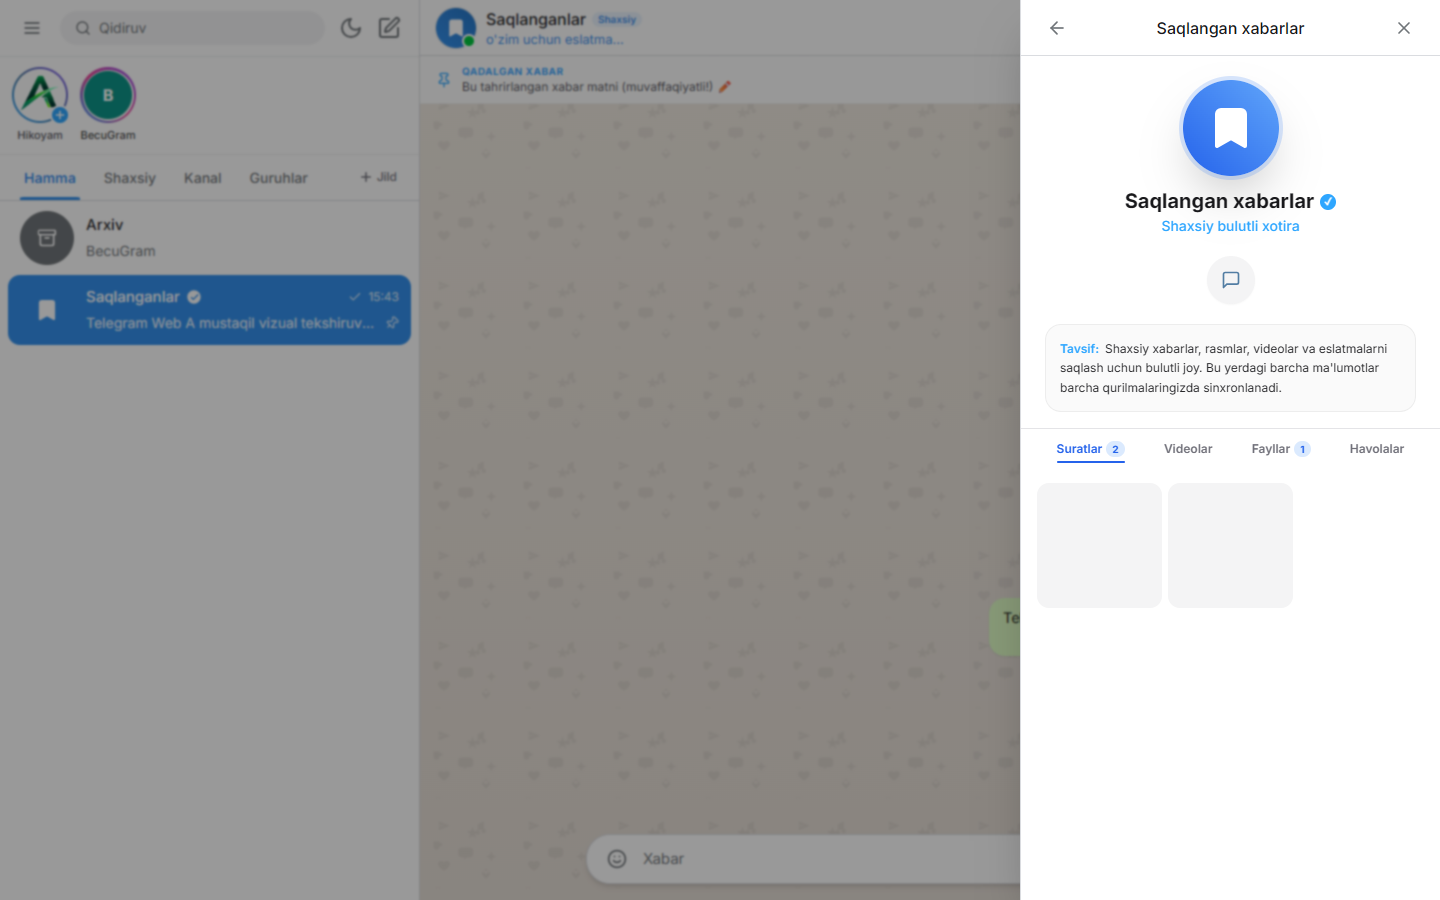 Qidiruv
Hikoyam
B
BecuGram
Hamma
Shaxsiy
Kanal
Guruhlar
+ Jild
Arxiv
BecuGram
Saqlanganlar
15:43
Telegram Web A mustaqil vizual tekshiruv...
Saqlanganlar Shaxsiy
o'zim uchun eslatma...
QADALGAN XABAR
Bu tahrirlangan xabar matni (muvaffaqiyatli!)
Te
Xabar
Saqlangan xabarlar
Saqlangan xabarlar
Shaxsiy bulutli xotira
Tavsif: Shaxsiy xabarlar, rasmlar, videolar va eslatmalarni
saqlash uchun bulutli joy. Bu yerdagi barcha ma'lumotlar
barcha qurilmalaringizda sinxronlanadi.
Suratlar 2
Videolar
Fayllar 1
Havolalar